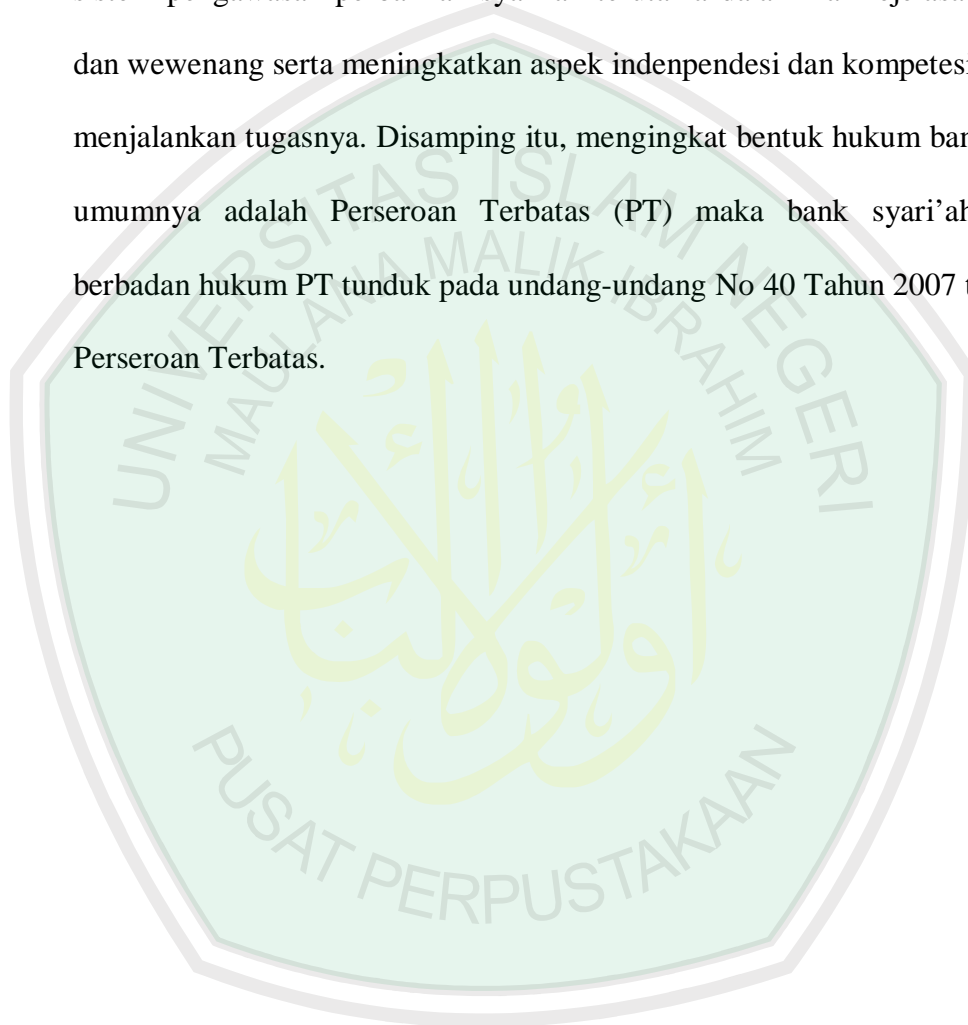 dan wewenang serta meningkatkan aspek indenpendesi dan kompetesi
menjalankan tugasnya. Disamping itu, mengingkat bentuk hukum ban
umumnya adalah Perseroan Terbatas (PT) maka bank syari'ah
berbadan hukum PT tunduk pada undang-undang No 40 Tahun 2007 t
Perseroan Terbatas.
UNIVERSITAS ISLAM NEGERI
MAULANA MALIK IBRAHIM
PUSAT PERPUSTAKAAN